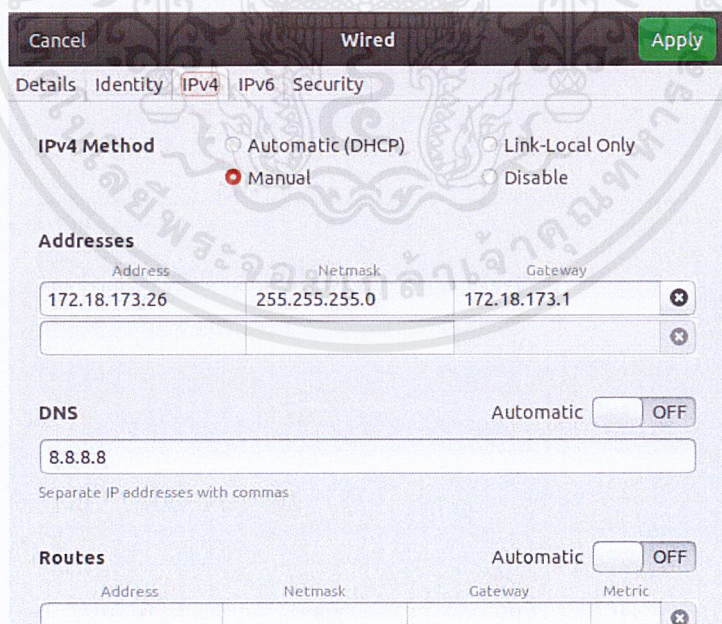 Cancel Wired Apply
Details Identity IPv4 IPv6 Security
IPv4 Method Automatic (DHCP) Link-Local Only
Manual Disable
Addresses
Address Netmask Gateway
172.18.173.26 255.255.255.0 172.18.173.1
DNS Automatic OFF
8.8.8.8
Separate IP addresses with commas
Routes Automatic OFF
Address Netmask Gateway Metric